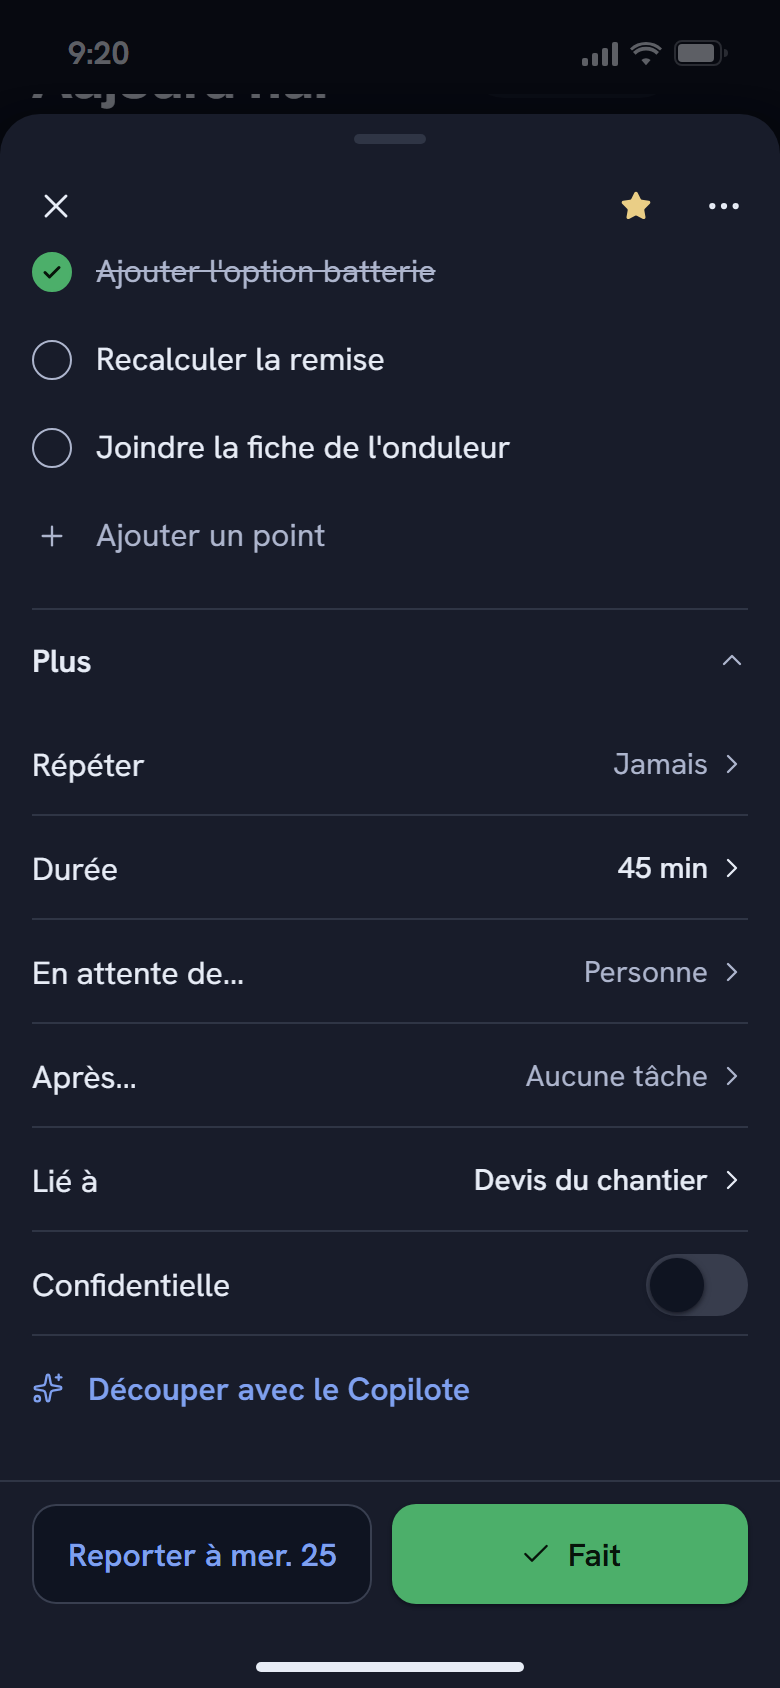 9:20
Aujourd'hui
Ajouter l'option batterie
Recalculer la remise
Joindre la fiche de l'onduleur
Ajouter un point
Plus
Répéter Jamais
Durée 45 min
En attente de... Personne
Après... Aucune tâche
Lié à Devis du chantier
Confidentielle
Découper avec le Copilote
Reporter à mer. 25
Fait